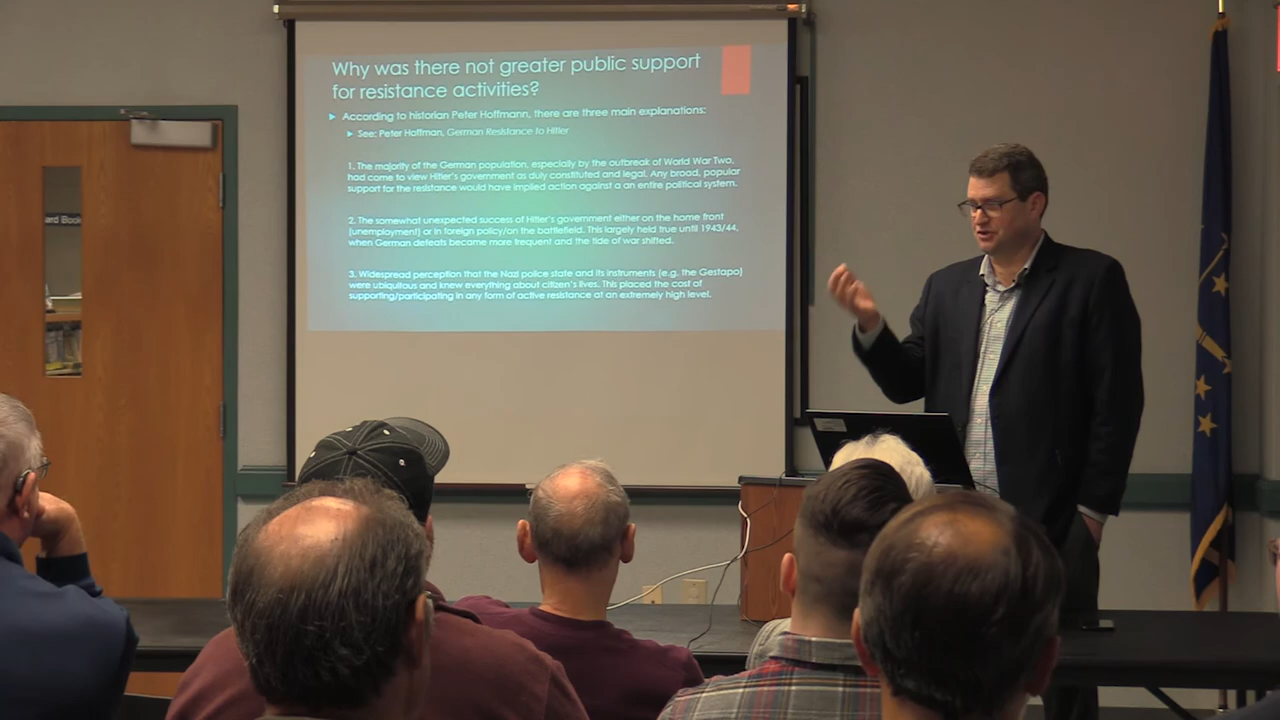 Why was there not greater public support
for resistance activities?
According to historian Peter Hoffmann, there are three main explanations:
See: Peter Hoffman, German Resistance to Hitler
1. The majority of the German population, especially by the outbreak of World War Two,
had come to view Hitler's government as duly constituted and legal. Any broad, popular
support for the resistance would have implied action against a an entire political system.
2. The somewhat unexpected success of Hitler's government either on the home front
(unemployment) or in foreign policy/on the battlefield. This largely held true until 1943/44,
when German defeats became more frequent and the tide of war shifted.
3. Widespread perception that the Nazi police state and its instruments (e.g. the Gestapo)
were ubiquitous and knew everything about citizen's lives. This placed the cost of
supporting/participating in any form of active resistance at an extremely high level.
ard Book